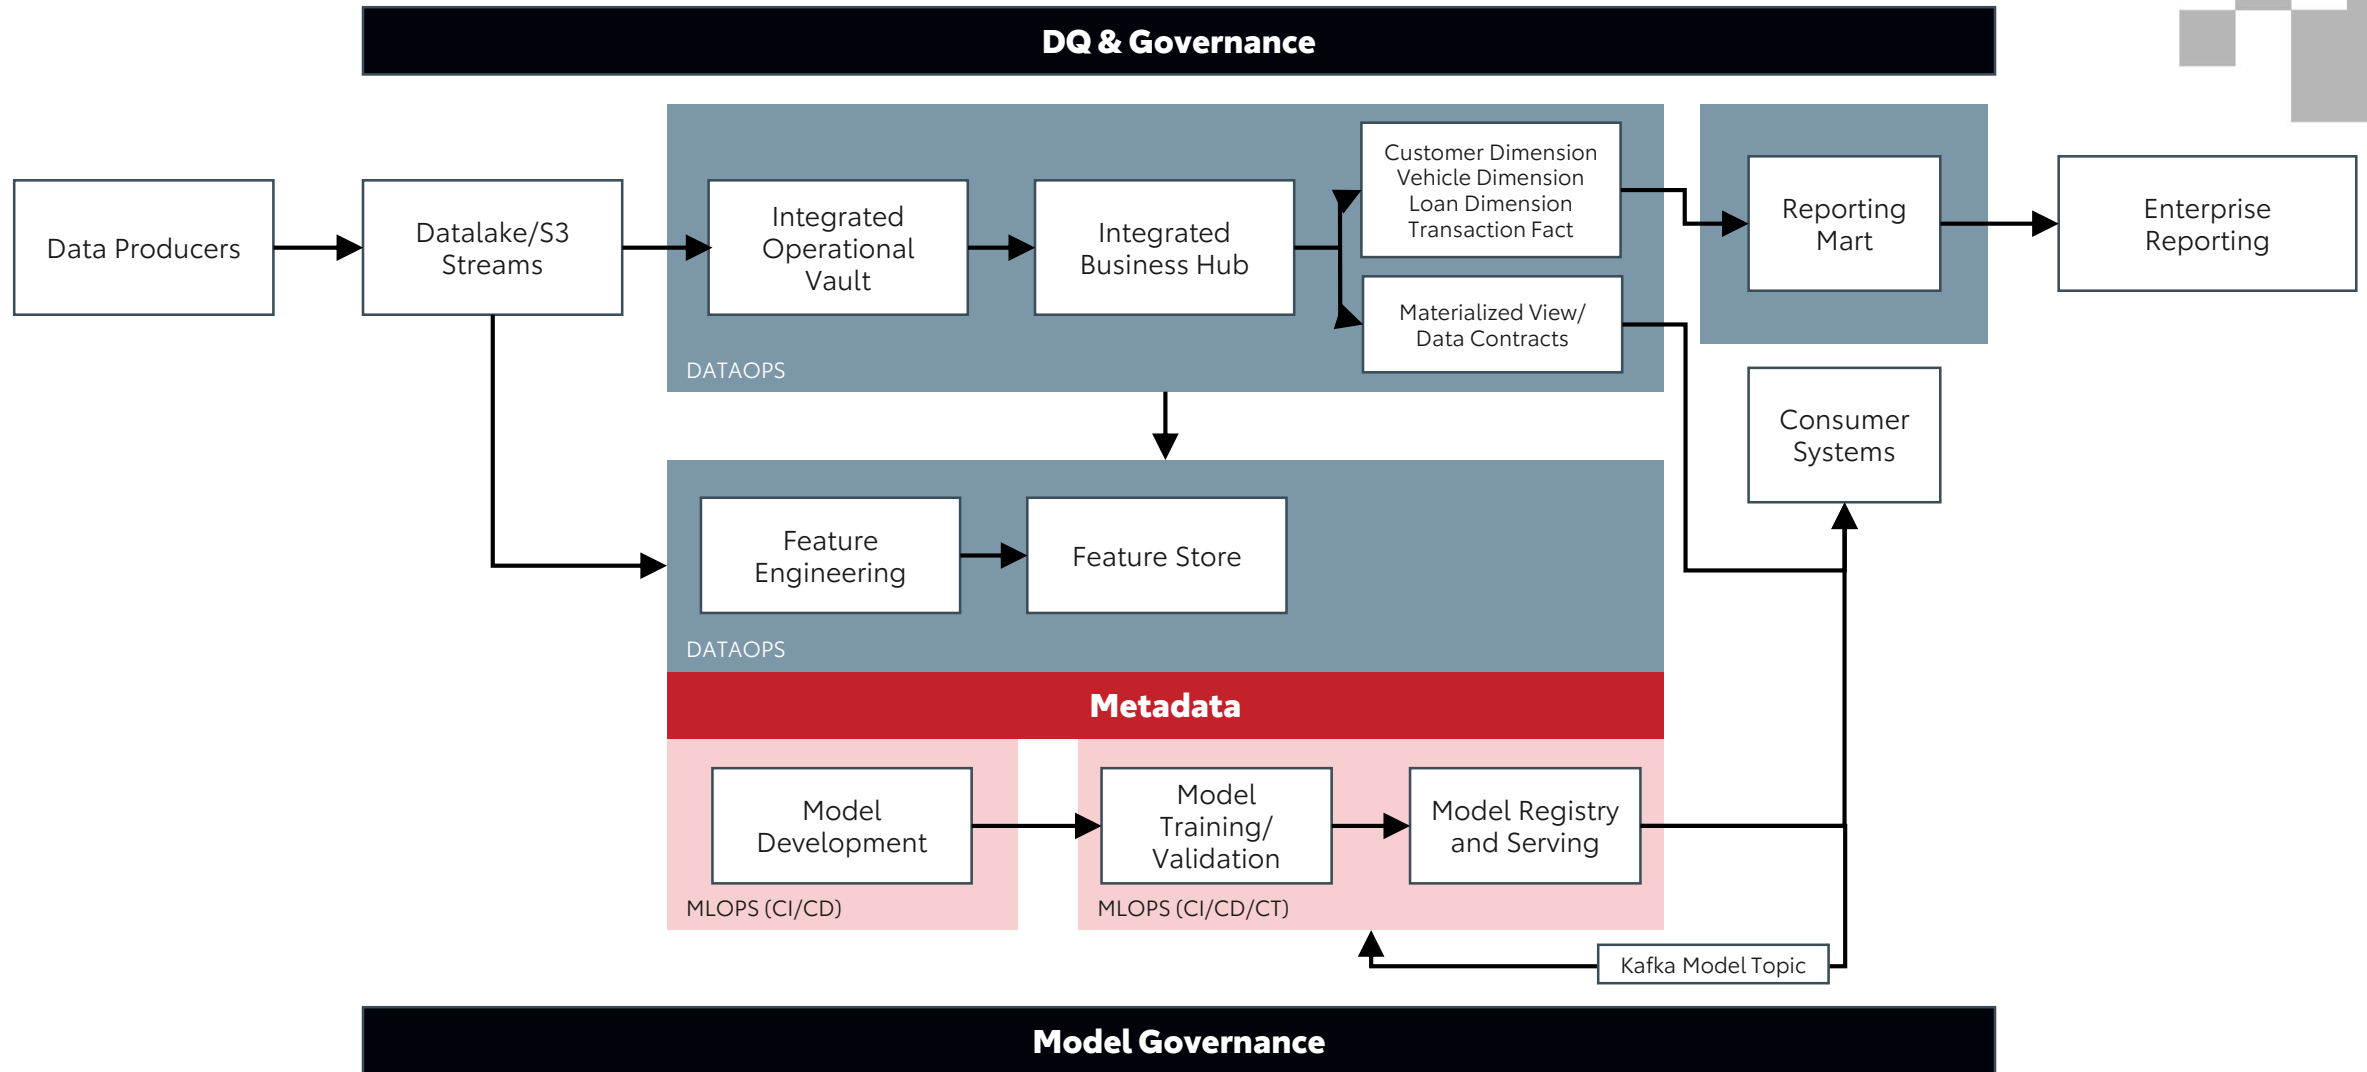 DQ & Governance
Data Producers
Datalake/S3
Streams
Integrated
Operational
Vault
Integrated
Business Hub
Customer Dimension
Vehicle Dimension
Loan Dimension
Transaction Fact
Materialized View/
Data Contracts
DATAOPS
Reporting
Mart
Enterprise
Reporting
Consumer
Systems
Feature
Engineering
Feature Store
DATAOPS
Metadata
Model
Development
MLOPS (CI/CD)
Model
Training/
Validation
Model Registry
and Serving
MLOPS (CI/CD/CT)
Kafka Model Topic
Model Governance